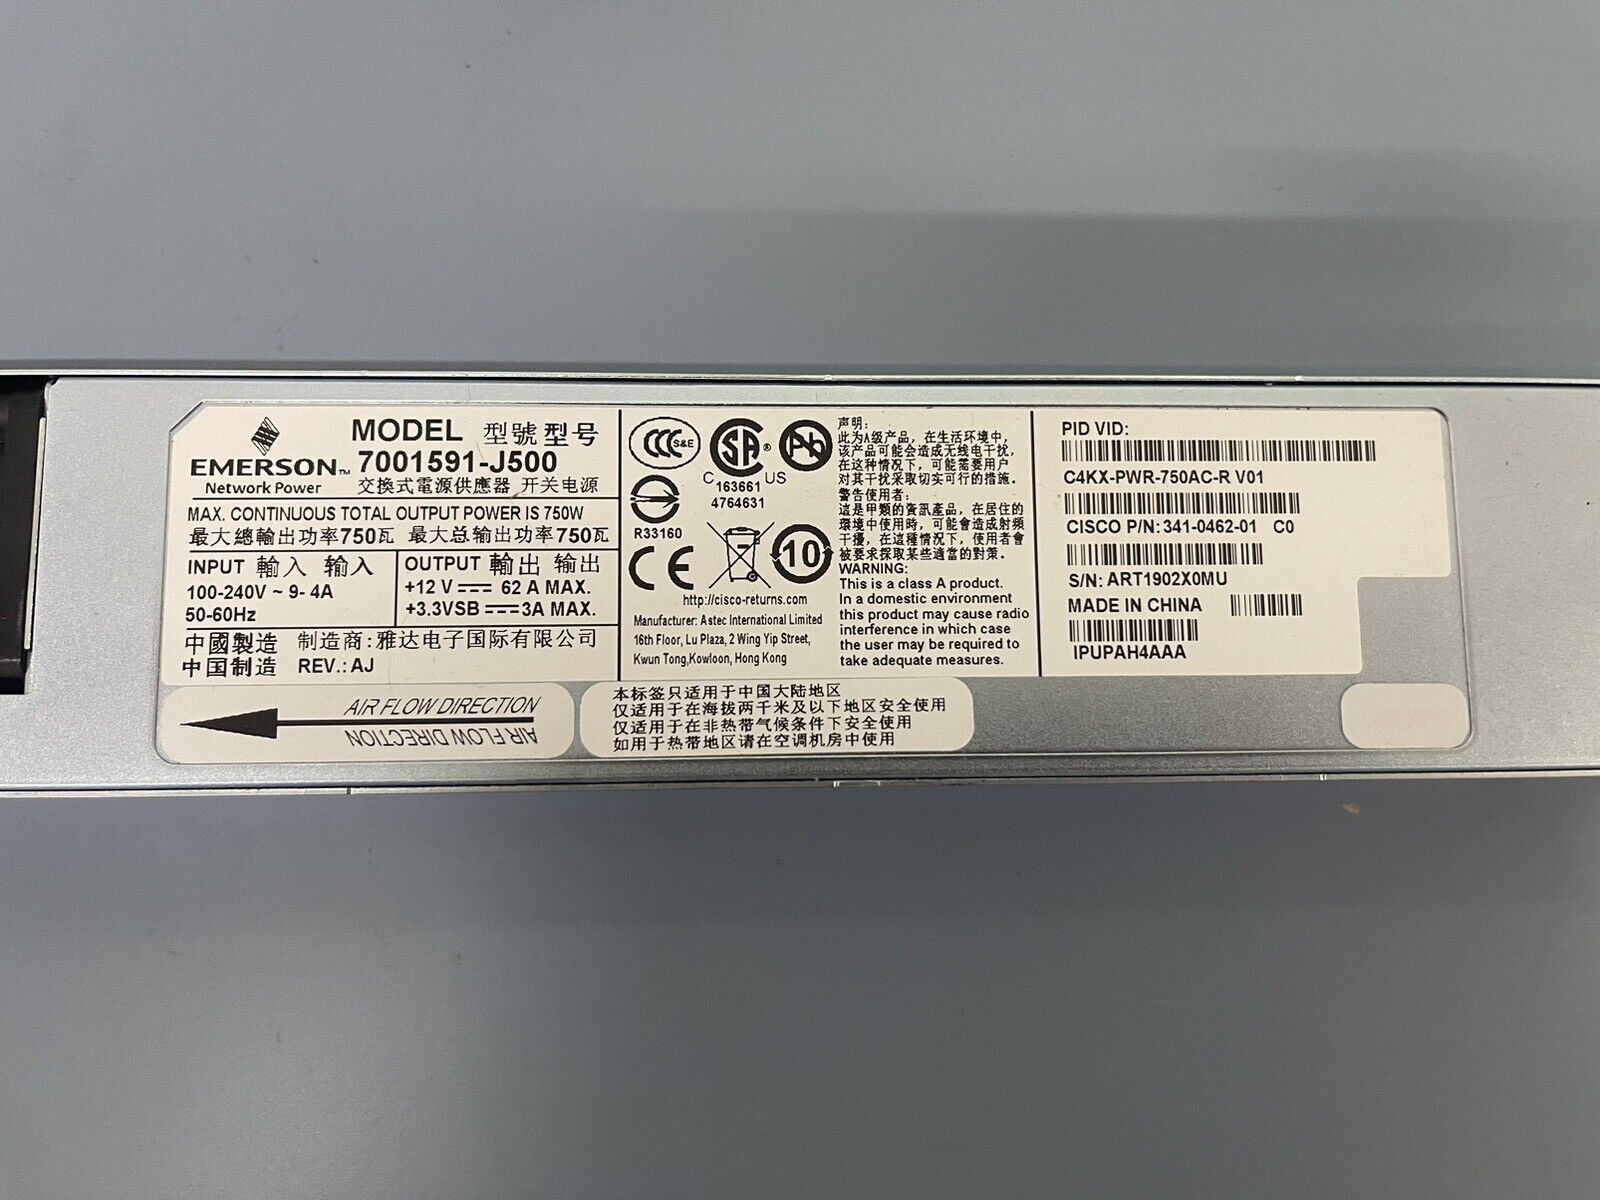 MODEL 型號 型号
EMERSON™ 7001591-J500
Network Power 交換式電源供應器 开关电源
MAX. CONTINUOUS TOTAL OUTPUT POWER IS 750W
最大總輸出功率750瓦 最大总输出功率750瓦
INPUT 輸入 输入
100-240V ~ 9- 4A
50-60Hz
OUTPUT 輸出 输出
+12 V ⎓ 62 A MAX.
+3.3VSB ⎓ 3A MAX.
中國製造 制造商:雅达电子国际有限公司
中国制造 REV.: AJ
AIR FLOW DIRECTION
AIR FLOW DIRECTION
CCC S&E
SA ®
Pb
C US
163661
4764631
R33160
CE
10
http://cisco-returns.com
Manufacturer: Astec International Limited
16th Floor, Lu Plaza, 2 Wing Yip Street,
Kwun Tong,Kowloon, Hong Kong
声明:
此为A级产品，在生活环境中，
该产品可能会造成无线电干扰，
在这种情况下，可能需要用户
对其干扰采取切实可行的措施。
警告使用者:
這是甲類的資訊產品，在居住的
環境中使用時，可能會造成射頻
干擾，在這種情況下，使用者會
被要求採取某些適當的對策。
WARNING:
This is a class A product.
In a domestic environment
this product may cause radio
interference in which case
the user may be required to
take adequate measures.
本标签只适用于中国大陆地区
仅适用于在海拔两千米及以下地区安全使用
仅适用于在非热带气候条件下安全使用
如用于热带地区请在空调机房中使用
PID VID:
C4KX-PWR-750AC-R V01
CISCO P/N: 341-0462-01 C0
S/N: ART1902X0MU
MADE IN CHINA
IPUPAH4AAA